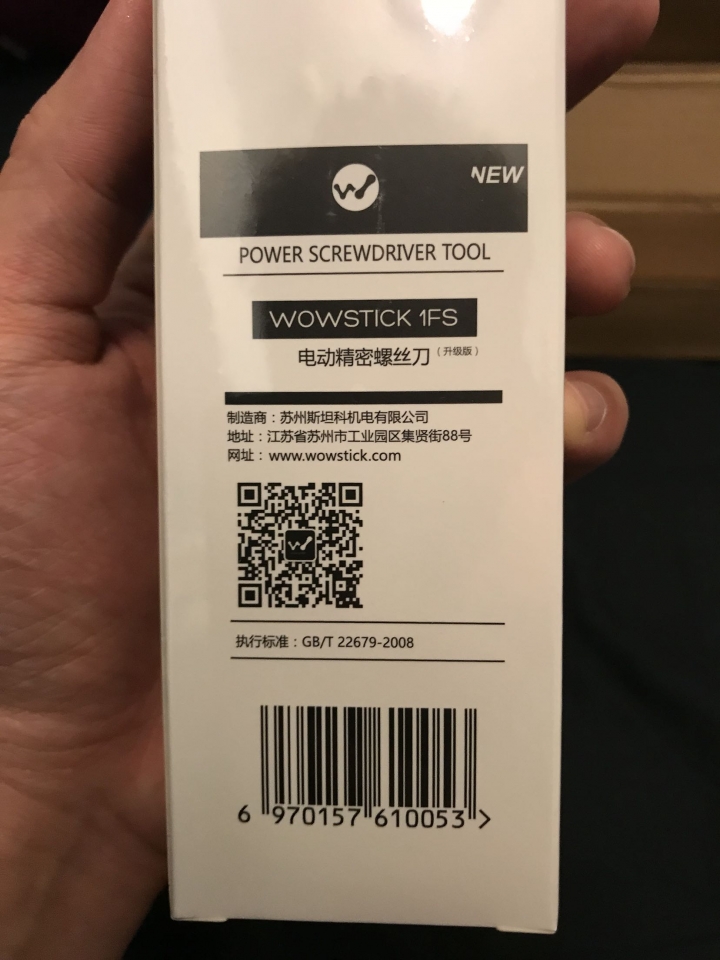 NEW
POWER SCREWDRIVER TOOL
WOWSTICK 1FS
电动精密螺丝刀（升级版）
制造商：苏州斯坦科机电有限公司
地址：江苏省苏州市工业园区集贤街88号
网址：www.wowstick.com
执行标准：GB/T 22679-2008
6 970157 610053 >